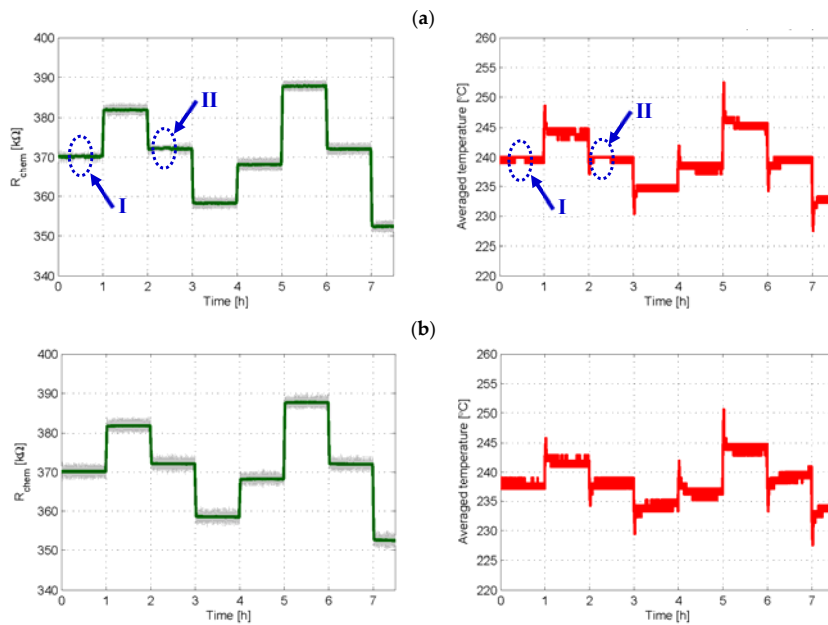 (a)
400
390
380
370
360
350
340
R_chem [kΩ]
0 1 2 3 4 5 6 7
Time [h]
I
II
260
255
250
245
240
235
230
225
220
Averaged temperature [°C]
0 1 2 3 4 5 6 7
Time [h]
I
II
(b)
400
390
380
370
360
350
340
R_chem [kΩ]
0 1 2 3 4 5 6 7
Time [h]
260
255
250
245
240
235
230
225
220
Averaged temperature [°C]
0 1 2 3 4 5 6 7
Time [h]